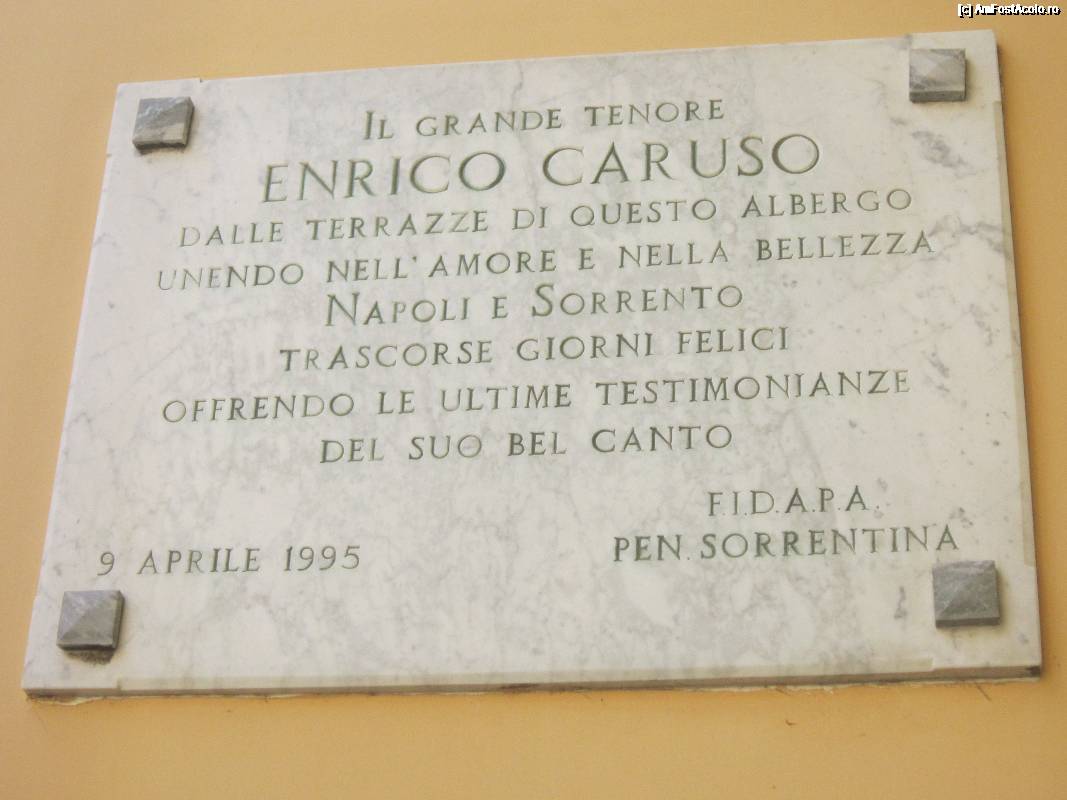 [c] AmFostAcolo.ro
IL GRANDE TENORE
ENRICO CARUSO
DALLE TERRAZZE DI QUESTO ALBERGO
UNENDO NELL'AMORE E NELLA BELLEZZA
NAPOLI E SORRENTO
TRASCORSE GIORNI FELICI
OFFRENDO LE ULTIME TESTIMONIANZE
DEL SUO BEL CANTO
F.I.D.A.P.A.
PEN. SORRENTINA
9 APRILE 1995